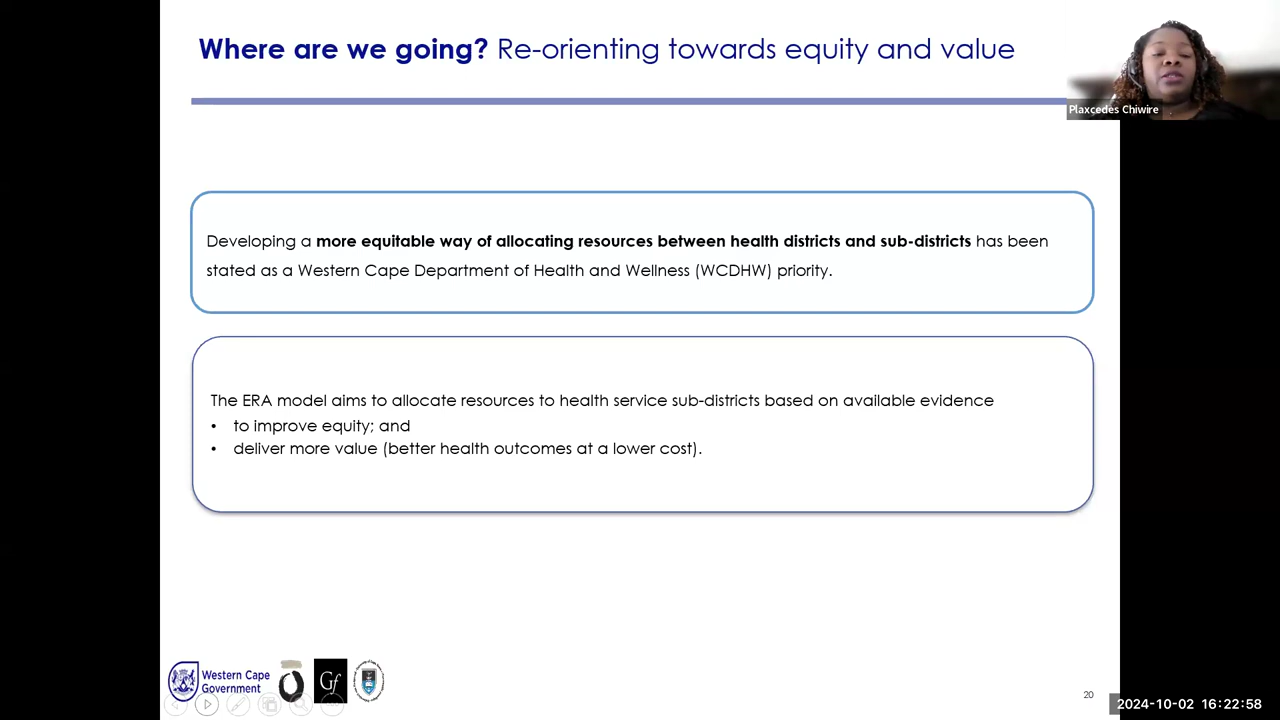 Where are we going? Re-orienting towards equity and value
Plaxcedes Chiwire
Developing a more equitable way of allocating resources between health districts and sub-districts has been
stated as a Western Cape Department of Health and Wellness (WCDHW) priority.
The ERA model aims to allocate resources to health service sub-districts based on available evidence
• to improve equity; and
• deliver more value (better health outcomes at a lower cost).
Western Cape
Government
Gf
20
2024-10-02 16:22:58